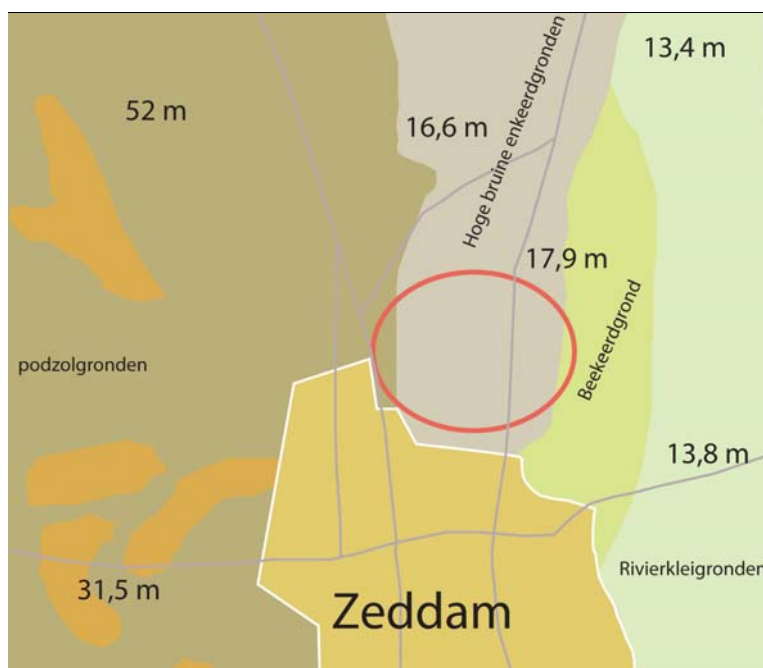 13,4 m
52 m
16,6 m
Hoge bruine enkeerdgronden
17,9 m
Beekeerdgrond
podzolgronden
13,8 m
Rivierkleigronden
31,5 m
Zeddam